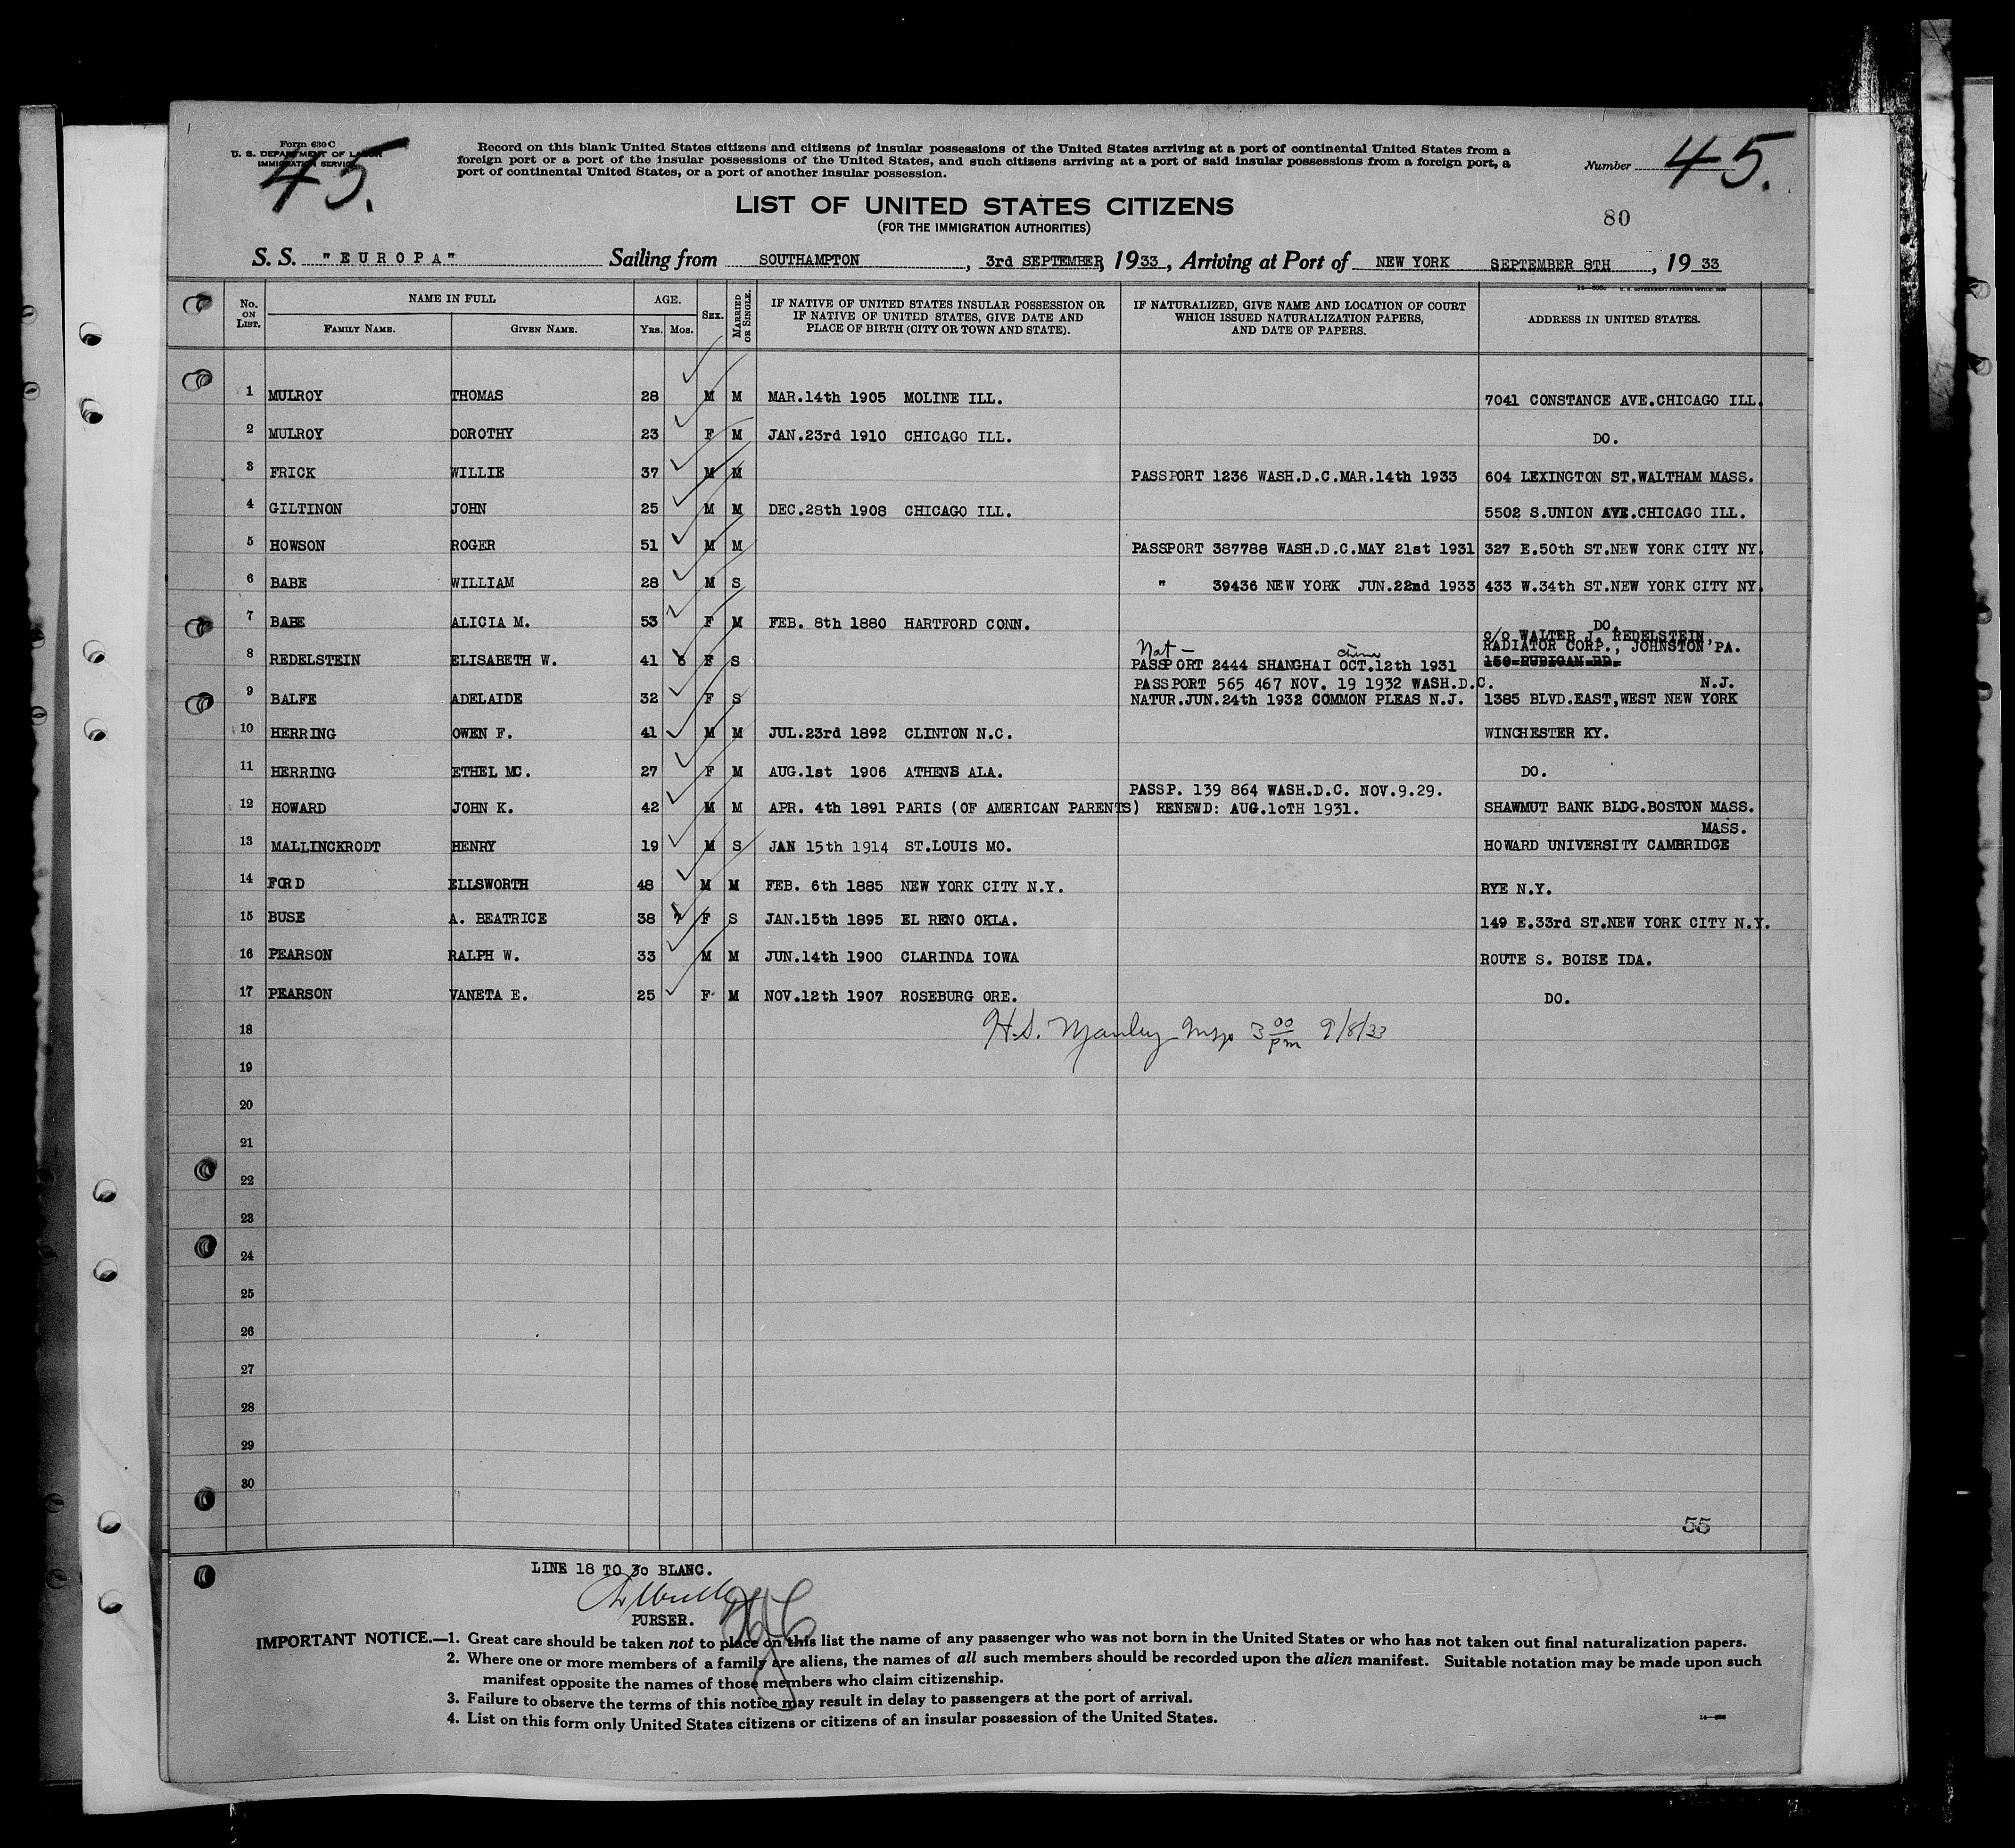 Form 630 C
U. S. DEPARTMENT OF LABOR
IMMIGRATION SERVICE
45.
Record on this blank United States citizens and citizens of insular possessions of the United States arriving at a port of continental United States from a
foreign port or a port of the insular possessions of the United States, and such citizens arriving at a port of said insular possessions from a foreign port, a
port of continental United States, or a port of another insular possession.
Number 45.
LIST OF UNITED STATES CITIZENS
(FOR THE IMMIGRATION AUTHORITIES)
80
S. S. "EUROPA" Sailing from SOUTHAMPTON, 3rd SEPTEMBER, 1933, Arriving at Port of NEW YORK SEPTEMBER 8TH, 1933
No. ON LIST. NAME IN FULL FAMILY NAME. GIVEN NAME. AGE. Yrs. Mos. SEX. MARRIED OR SINGLE. IF NATIVE OF UNITED STATES INSULAR POSSESSION OR IF NATIVE OF UNITED STATES, GIVE DATE AND PLACE OF BIRTH (CITY OR TOWN AND STATE). IF NATURALIZED, GIVE NAME AND LOCATION OF COURT WHICH ISSUED NATURALIZATION PAPERS, AND DATE OF PAPERS. ADDRESS IN UNITED STATES.
1 MULROY THOMAS 28 M M MAR.14th 1905 MOLINE ILL. 7041 CONSTANCE AVE.CHICAGO ILL.
2 MULROY DOROTHY 23 F M JAN.23rd 1910 CHICAGO ILL. DO.
3 FRICK WILLIE 37 M M PASSPORT 1236 WASH.D.C.MAR.14th 1933 604 LEXINGTON ST.WALTHAM MASS.
4 GILTINON JOHN 25 M M DEC.28th 1908 CHICAGO ILL. 5502 S.UNION AVE.CHICAGO ILL.
5 HOWSON ROGER 51 M M PASSPORT 387788 WASH.D.C.MAY 21st 1931 327 E.50th ST.NEW YORK CITY NY.
6 BABE WILLIAM 28 M S " 39436 NEW YORK JUN.22nd 1933 433 W.34th ST.NEW YORK CITY NY.
7 BABE ALICIA M. 53 F M FEB. 8th 1880 HARTFORD CONN. DO.
c/o WALTER J. REDELSTEIN,
Nat - China RADIATOR CORP., JOHNSTON PA.
8 REDELSTEIN ELISABETH W. 41 6 F S PASSPORT 2444 SHANGHAI OCT.12th 1931 150 RUBICAN RD.
PASSPORT 565 467 NOV. 19 1932 WASH.D.C. N.J.
9 BALFE ADELAIDE 32 F S NATUR.JUN.24th 1932 COMMON PLEAS N.J. 1385 BLVD.EAST,WEST NEW YORK
10 HERRING OWEN F. 41 M M JUL.23rd 1892 CLINTON N.C. WINCHESTER KY.
11 HERRING ETHEL MC. 27 F M AUG.1st 1906 ATHENS ALA. DO.
PASSP. 139 864 WASH.D.C. NOV.9.29.
12 HOWARD JOHN K. 42 M M APR. 4th 1891 PARIS (OF AMERICAN PARENTS) RENEWD: AUG.1oTH 1931. SHAWMUT BANK BLDG.BOSTON MASS.
MASS.
13 MALLINCKRODT HENRY 19 M S JAN 15th 1914 ST.LOUIS MO. HOWARD UNIVERSITY CAMBRIDGE
14 FORD ELLSWORTH 48 M M FEB. 6th 1885 NEW YORK CITY N.Y. RYE N.Y.
15 BUSE A. BEATRICE 38 7 F S JAN.15th 1895 EL RENO OKLA. 149 E.33rd ST.NEW YORK CITY N.Y.
16 PEARSON RALPH W. 33 M M JUN.14th 1900 CLARINDA IOWA ROUTE S. BOISE IDA.
17 PEARSON VANETA E. 25 F M NOV.12th 1907 ROSEBURG ORE. DO.
18 H.S. Manley Insp 3 00 pm 9/8/33
19
20
21
22
23
24
25
26
27
28
29
30
55
LINE 18 TO 3o BLANC.
PURSER.
IMPORTANT NOTICE.—1. Great care should be taken not to place on this list the name of any passenger who was not born in the United States or who has not taken out final naturalization papers.
2. Where one or more members of a family are aliens, the names of all such members should be recorded upon the alien manifest. Suitable notation may be made upon such
manifest opposite the names of those members who claim citizenship.
3. Failure to observe the terms of this notice may result in delay to passengers at the port of arrival.
4. List on this form only United States citizens or citizens of an insular possession of the United States.